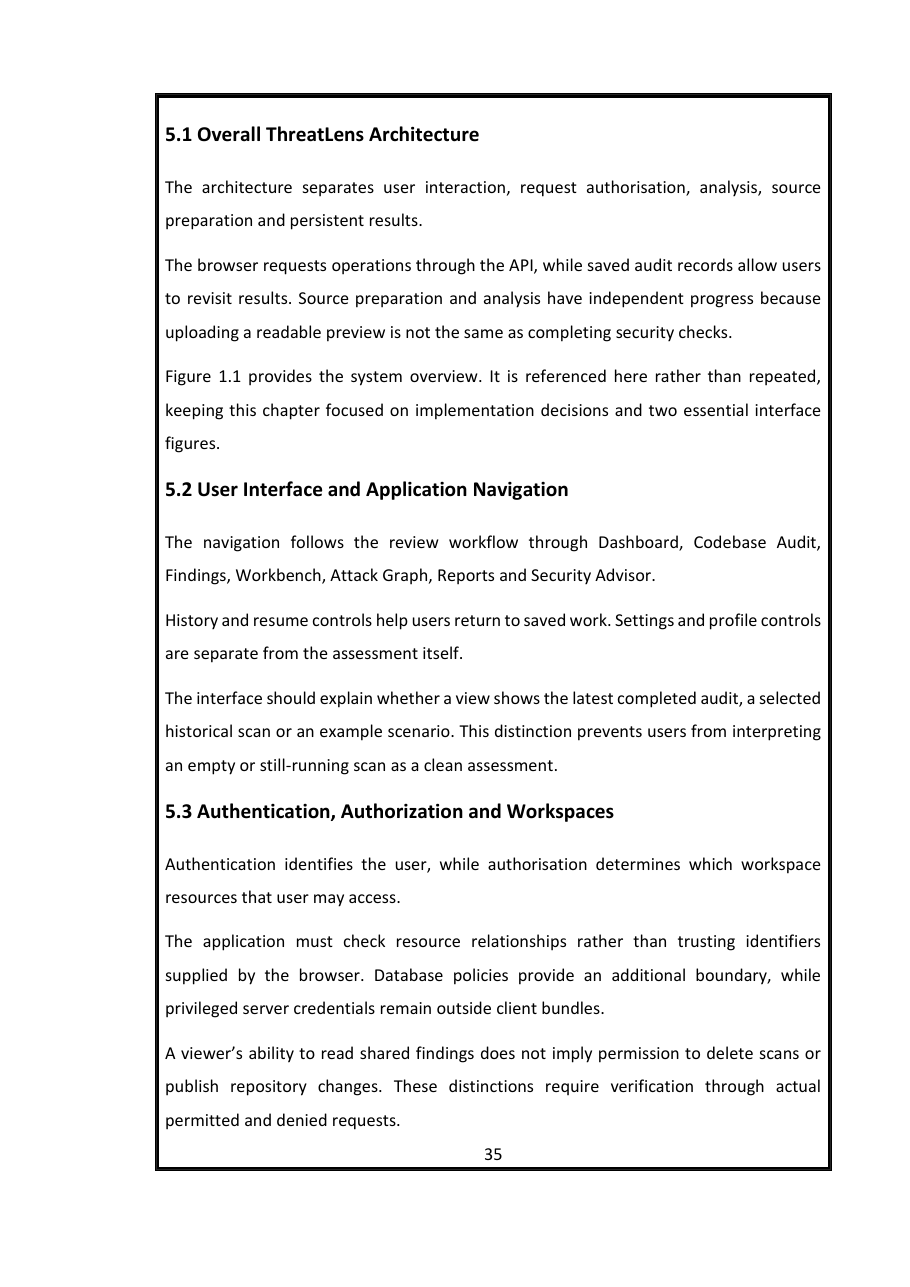 5.1 Overall ThreatLens Architecture
The architecture separates user interaction, request authorisation, analysis, source
preparation and persistent results.
The browser requests operations through the API, while saved audit records allow users
to revisit results. Source preparation and analysis have independent progress because
uploading a readable preview is not the same as completing security checks.
Figure 1.1 provides the system overview. It is referenced here rather than repeated,
keeping this chapter focused on implementation decisions and two essential interface
figures.
5.2 User Interface and Application Navigation
The navigation follows the review workflow through Dashboard, Codebase Audit,
Findings, Workbench, Attack Graph, Reports and Security Advisor.
History and resume controls help users return to saved work. Settings and profile controls
are separate from the assessment itself.
The interface should explain whether a view shows the latest completed audit, a selected
historical scan or an example scenario. This distinction prevents users from interpreting
an empty or still-running scan as a clean assessment.
5.3 Authentication, Authorization and Workspaces
Authentication identifies the user, while authorisation determines which workspace
resources that user may access.
The application must check resource relationships rather than trusting identifiers
supplied by the browser. Database policies provide an additional boundary, while
privileged server credentials remain outside client bundles.
A viewer’s ability to read shared findings does not imply permission to delete scans or
publish repository changes. These distinctions require verification through actual
permitted and denied requests.
35